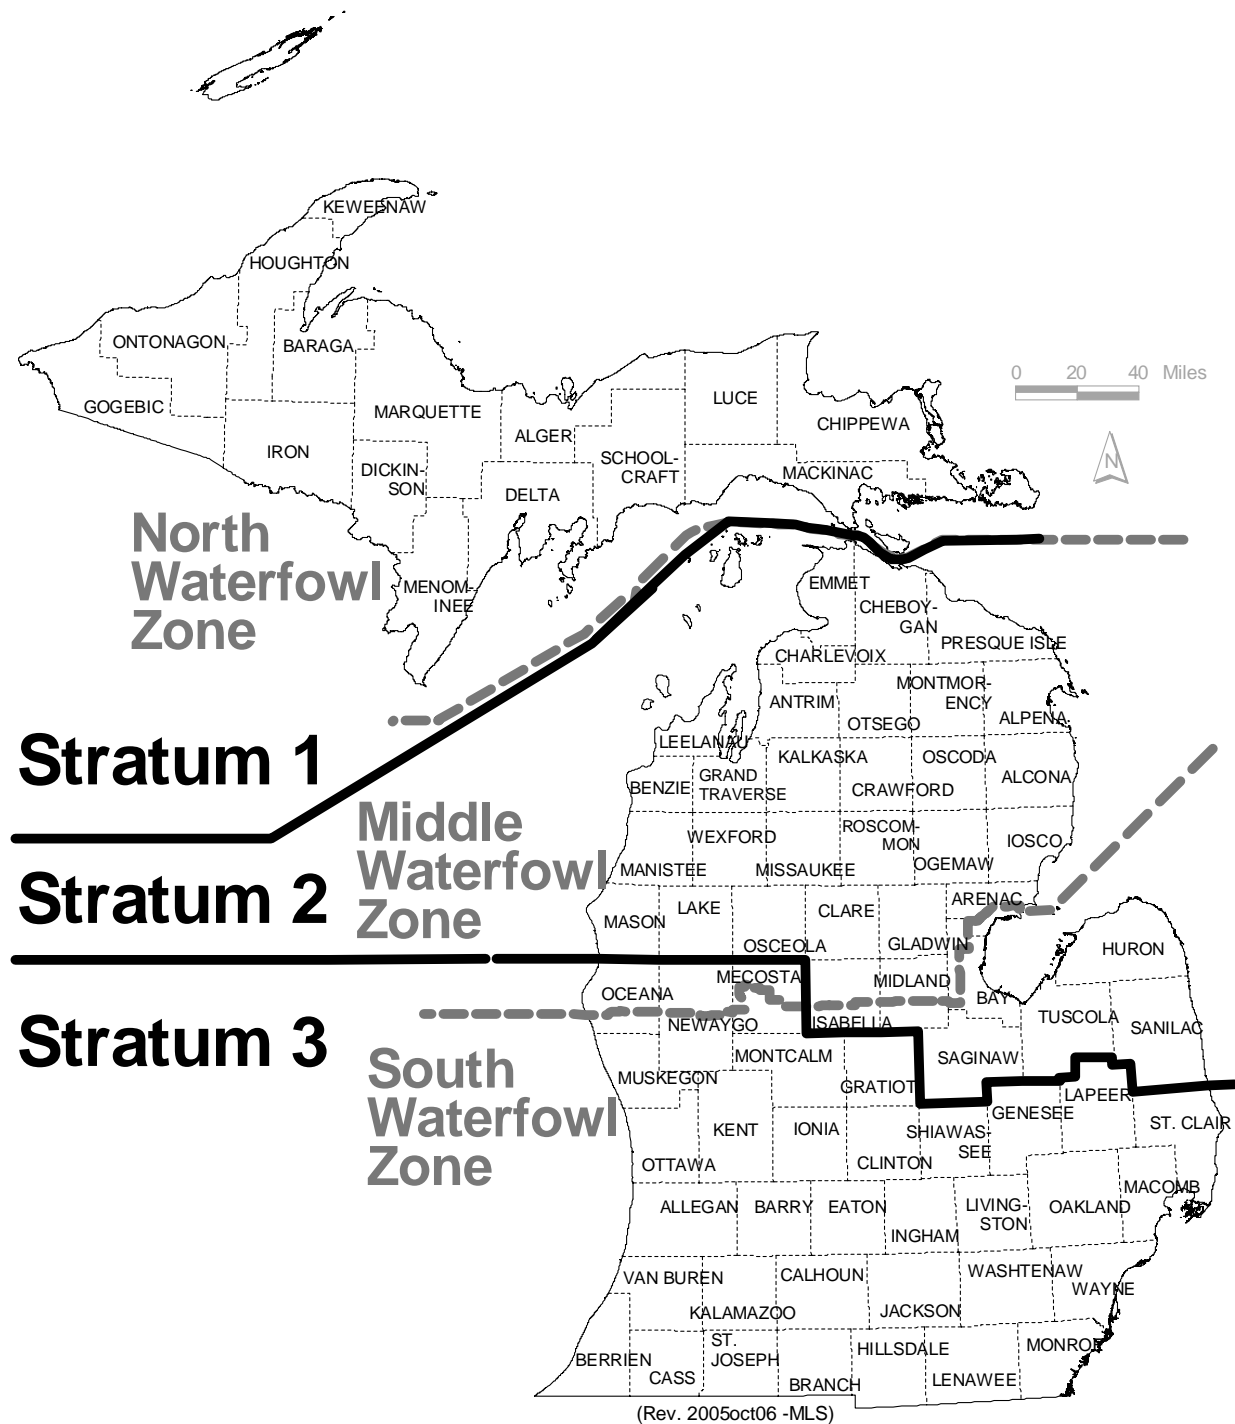 KEWEENAW
HOUGHTON
ONTONAGON
BARAGA
GOGEBIC
MARQUETTE
IRON
DICKIN-
SON
ALGER
LUCE
CHIPPEWA
SCHOOL-
CRAFT
MACKINAC
DELTA
MENOM-
INEE
0 20 40 Miles
N
North
Waterfowl
Zone
Stratum 1
Middle
Waterfowl
Zone
Stratum 2
Stratum 3
South
Waterfowl
Zone
EMMET
CHEBOY-
GAN
PRESQUE ISLE
CHARLEVOIX
ANTRIM
OTSEGO
MONTMOR-
ENCY
ALPENA
LEELANAU
BENZIE
GRAND
TRAVERSE
KALKASKA
CRAWFORD
OSCODA
ALCONA
MANISTEE
WEXFORD
MISSAUKEE
ROSCOM-
MON
OGEMAW
IOSCO
MASON
LAKE
OSCEOLA
CLARE
GLADWIN
ARENAC
HURON
OCEANA
NEWAYGO
MECOSTA
ISABELLA
MIDLAND
BAY
TUSCOLA
SANILAC
MUSKEGON
MONTCALM
GRATIOT
SAGINAW
GENESEE
LAPEER
ST. CLAIR
OTTAWA
KENT
IONIA
CLINTON
SHIAWAS-
SEE
ALLEGAN
BARRY
EATON
INGHAM
LIVING-
STON
OAKLAND
MACOMB
VAN BUREN
KALAMAZOO
CALHOUN
JACKSON
WASHTENAW
WAYNE
BERRIEN
CASS
ST.
JOSEPH
BRANCH
HILLSDALE
LENAWEE
MONROE
(Rev. 2005oct06 -MLS)